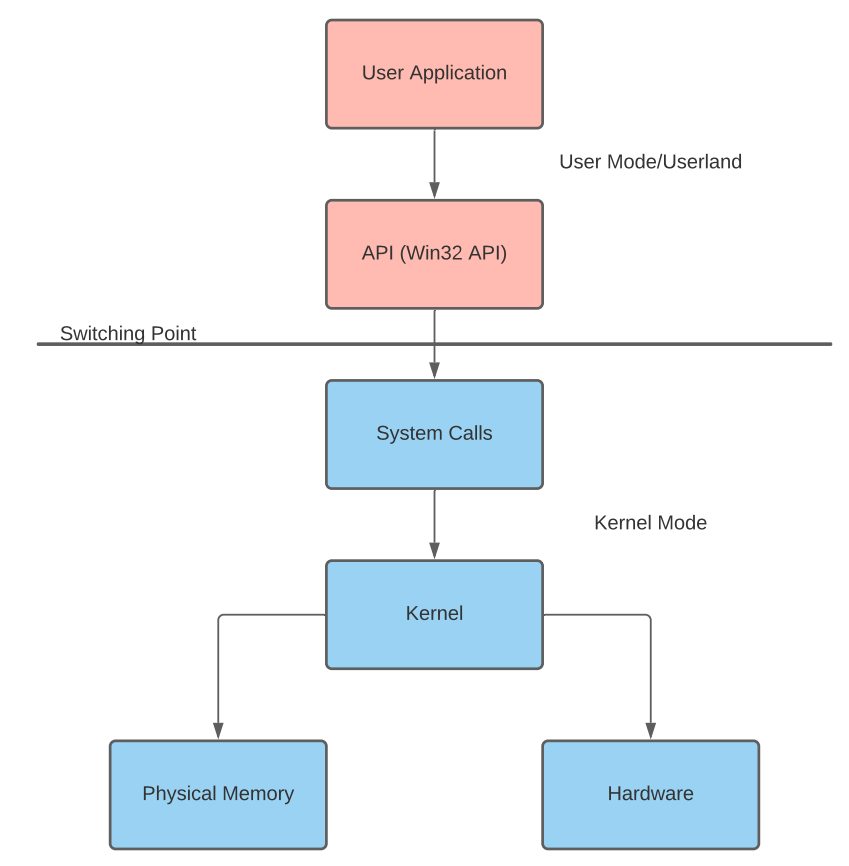 User Application
User Mode/Userland
API (Win32 API)
Switching Point
System Calls
Kernel Mode
Kernel
Physical Memory
Hardware